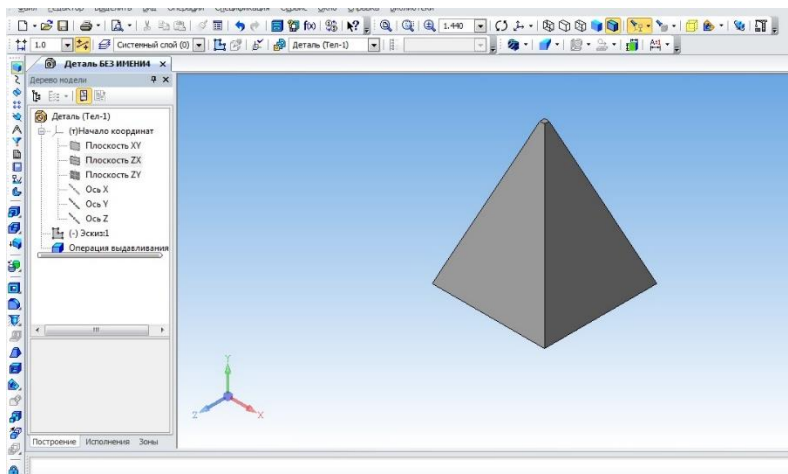 1.440
1.0 Системный слой (0) Деталь (Тел-1)
Деталь БЕЗ ИМЕНИ4
Дерево модели
Деталь (Тел-1)
(т)Начало координат
Плоскость XY
Плоскость ZX
Плоскость ZY
Ось X
Ось Y
Ось Z
(-) Эскиз:1
Операция выдавливания
Y
Z X
Построение Исполнения Зоны